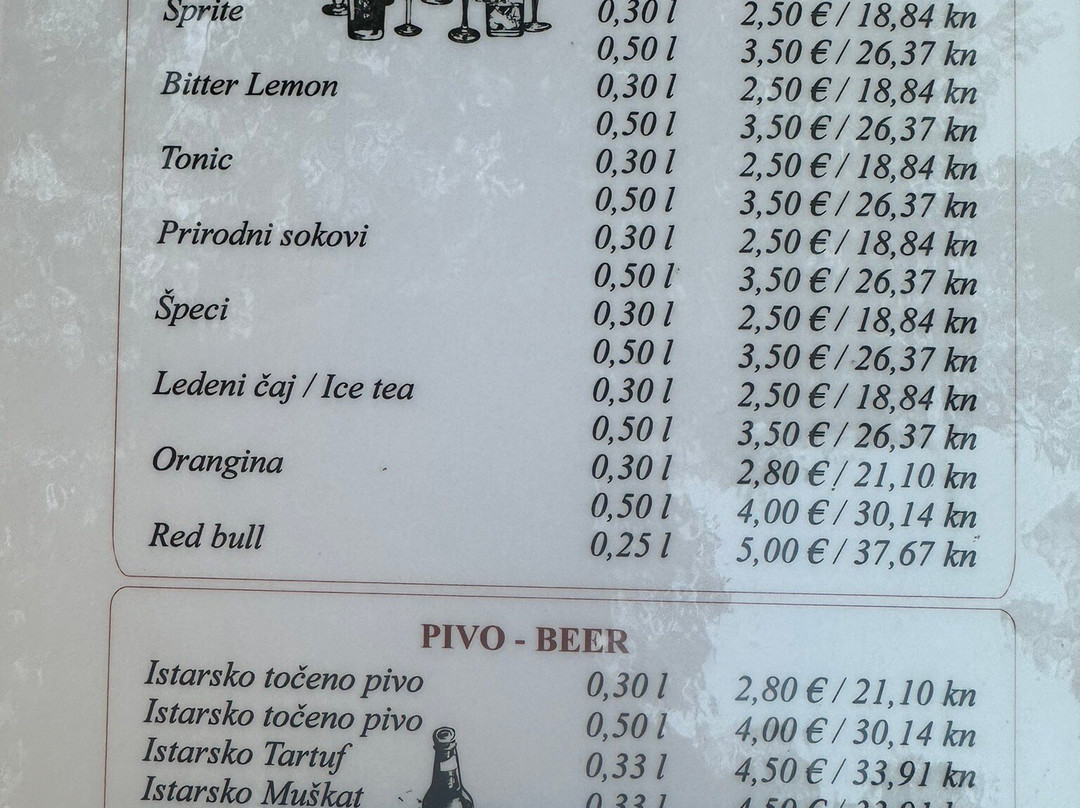 Sprite 0,30 l 2,50 € / 18,84 kn
0,50 l 3,50 € / 26,37 kn
Bitter Lemon 0,30 l 2,50 € / 18,84 kn
0,50 l 3,50 € / 26,37 kn
Tonic 0,30 l 2,50 € / 18,84 kn
0,50 l 3,50 € / 26,37 kn
Prirodni sokovi 0,30 l 2,50 € / 18,84 kn
0,50 l 3,50 € / 26,37 kn
Špeci 0,30 l 2,50 € / 18,84 kn
0,50 l 3,50 € / 26,37 kn
Ledeni čaj / Ice tea 0,30 l 2,50 € / 18,84 kn
0,50 l 3,50 € / 26,37 kn
Orangina 0,30 l 2,80 € / 21,10 kn
0,50 l 4,00 € / 30,14 kn
Red bull 0,25 l 5,00 € / 37,67 kn
PIVO - BEER
Istarsko točeno pivo 0,30 l 2,80 € / 21,10 kn
Istarsko točeno pivo 0,50 l 4,00 € / 30,14 kn
Istarsko Tartuf 0,33 l 4,50 € / 33,91 kn
Istarsko Muškat 0,33 l